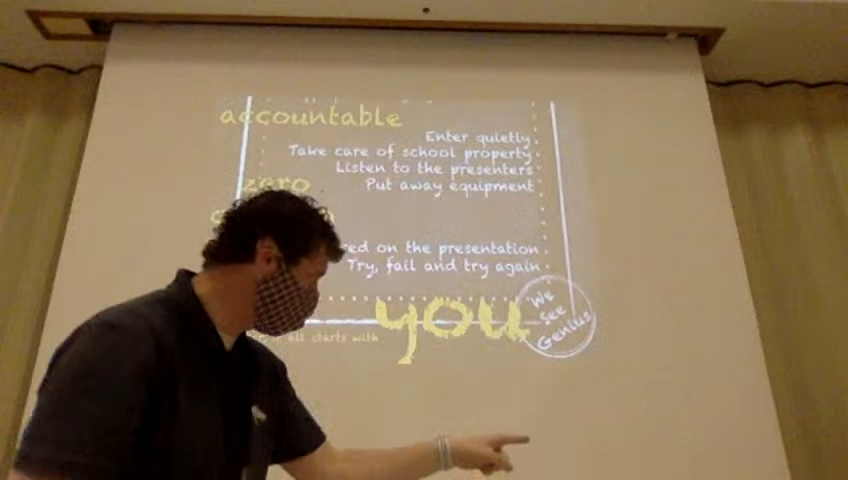 accountable
Enter quietly
Take care of school property
Listen to the presenters
Put away equipment
zero
on the presentation
Try, fail and try again
all starts with
you
We
See
Genius